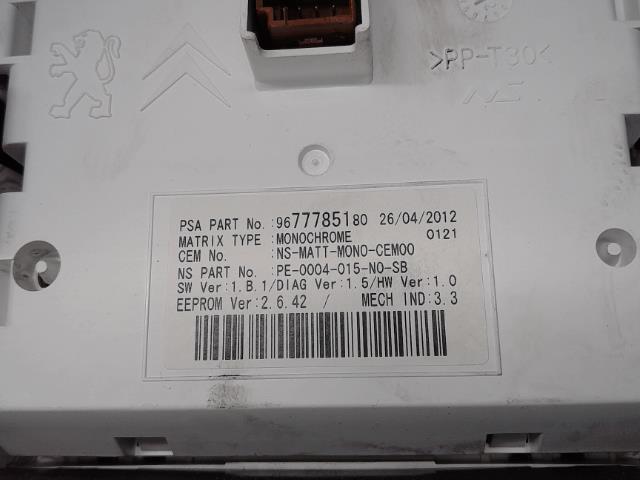 >PP-T30<
NS
PSA PART No.:9677785180 26/04/2012
MATRIX TYPE :MONOCHROME 0121
CEM No. :NS-MATT-MONO-CEM00
NS PART No. :PE-0004-015-NO-SB
SW Ver:1.B.1/DIAG Ver:1.5/HW Ver:1.0
EEPROM Ver:2.6.42 / MECH IND:3.3